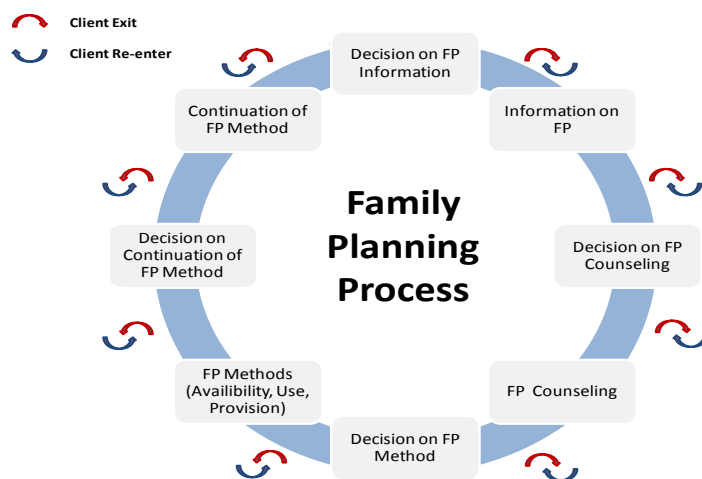 Client Exit
Client Re-enter
Decision on FP
Information
Information on
FP
Decision on FP
Counseling
FP Counseling
Decision on FP
Method
FP Methods
(Availibility, Use,
Provision)
Decision on
Continuation of
FP Method
Continuation of
FP Method
Family
Planning
Process